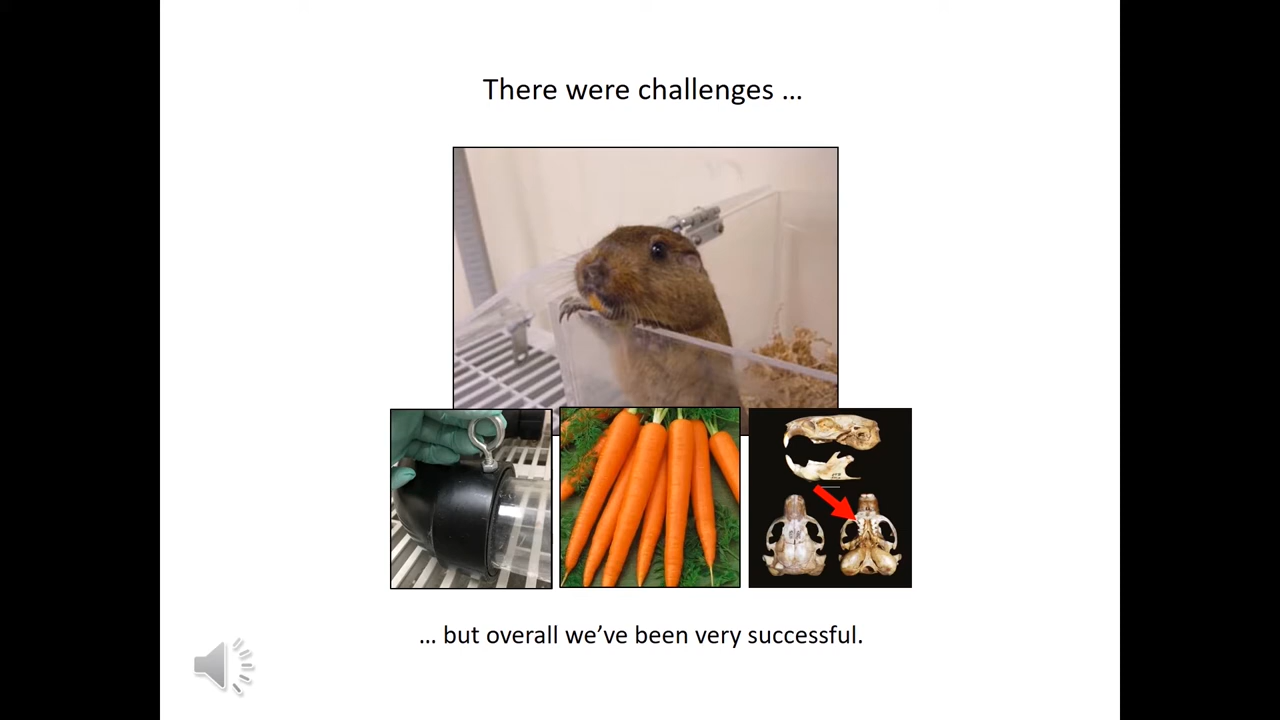 There were challenges …
… but overall we’ve been very successful.